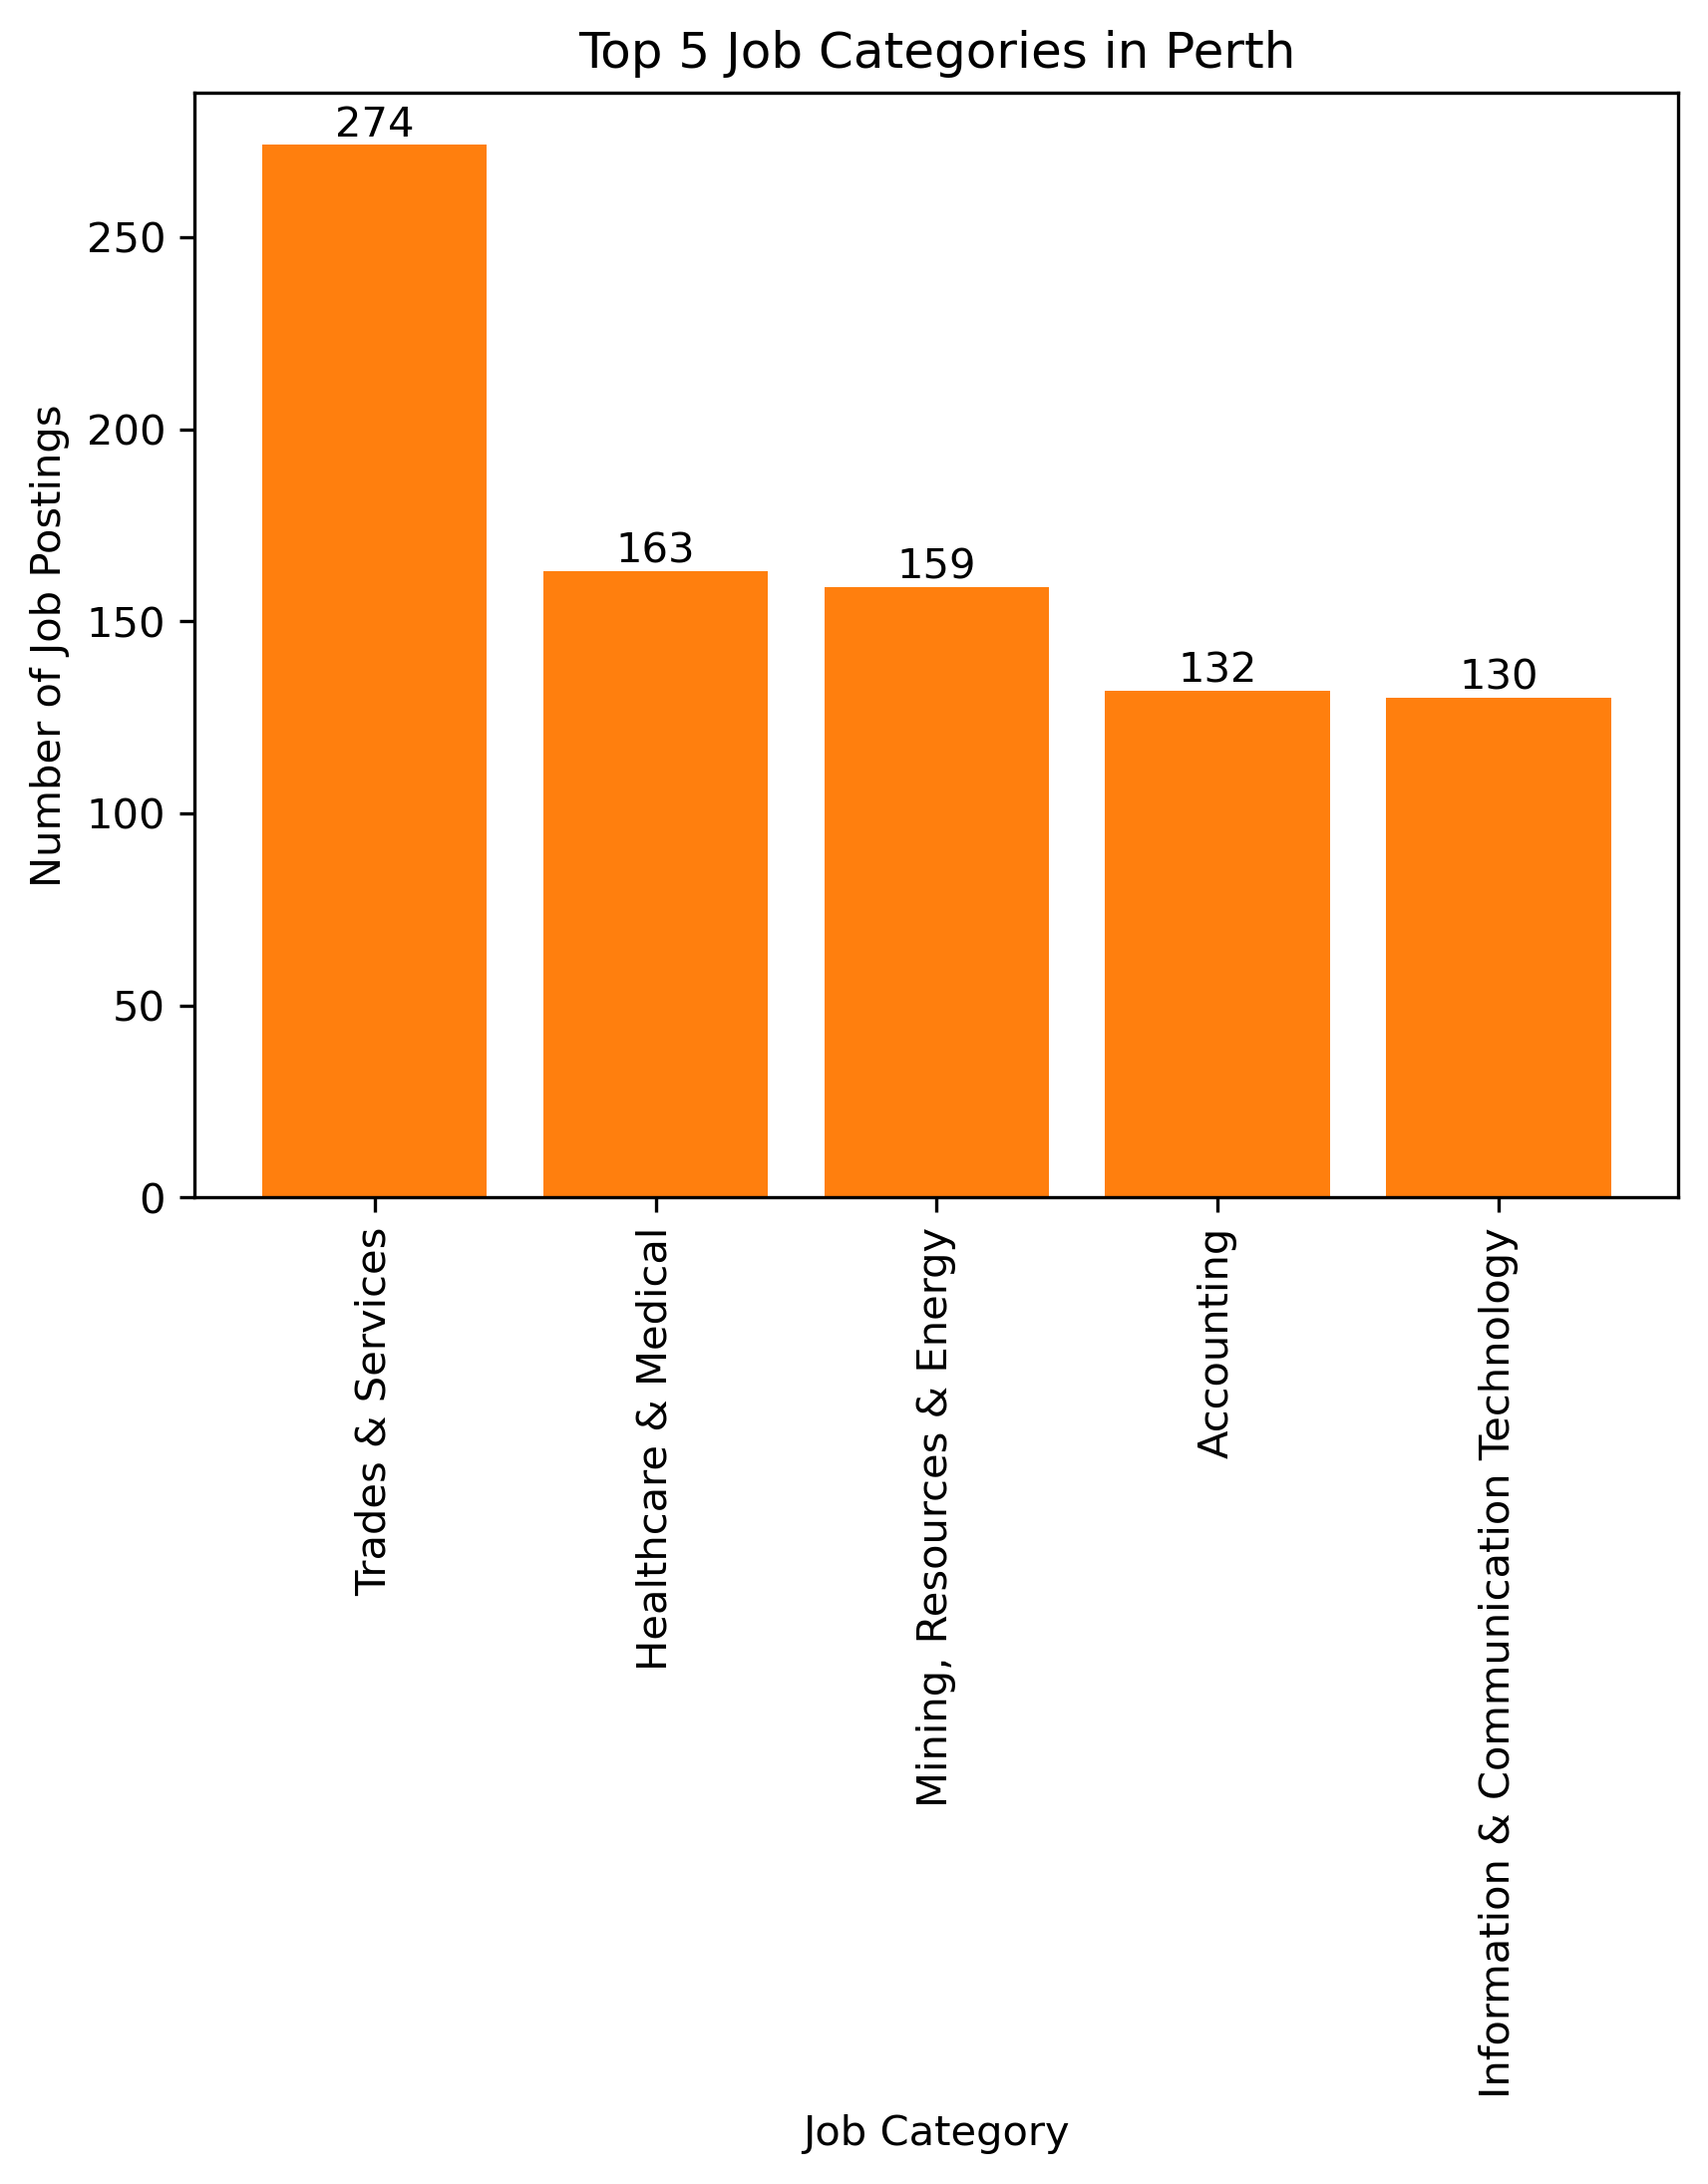 Top 5 Job Categories in Perth
Number of Job Postings
250
200
150
100
50
0
274
163
159
132
130
Trades & Services
Healthcare & Medical
Mining, Resources & Energy
Accounting
Information & Communication Technology
Job Category